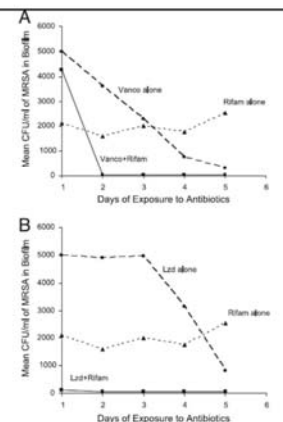 A
Mean CFU/ml of MRSA in Biofilm
6000
5000
4000
3000
2000
1000
0
Vanco alone
Rifam alone
Vanco+Rifam
1 2 3 4 5 6
Days of Exposure to Antibiotics
B
Mean CFU/ml of MRSA in Biofilm
6000
5000
4000
3000
2000
1000
0
Lzd alone
Rifam alone
Lzd+Rifam
1 2 3 4 5 6
Days of Exposure to Antibiotics